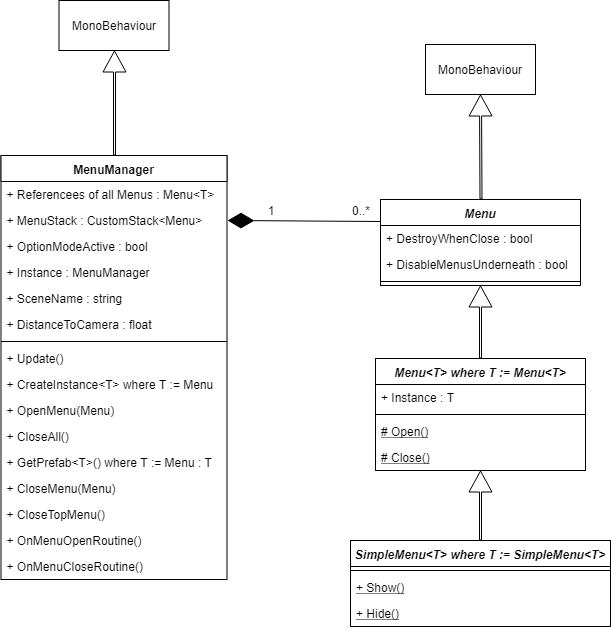 MonoBehaviour
MenuManager
+ Referencees of all Menus : Menu<T>
+ MenuStack : CustomStack<Menu>
+ OptionModeActive : bool
+ Instance : MenuManager
+ SceneName : string
+ DistanceToCamera : float
+ Update()
+ CreateInstance<T> where T := Menu
+ OpenMenu(Menu)
+ CloseAll()
+ GetPrefab<T>() where T := Menu : T
+ CloseMenu(Menu)
+ CloseTopMenu()
+ OnMenuOpenRoutine()
+ OnMenuCloseRoutine()
1
0..*
MonoBehaviour
Menu
+ DestroyWhenClose : bool
+ DisableMenusUnderneath : bool
Menu<T> where T := Menu<T>
+ Instance : T
# Open()
# Close()
SimpleMenu<T> where T := SimpleMenu<T>
+ Show()
+ Hide()